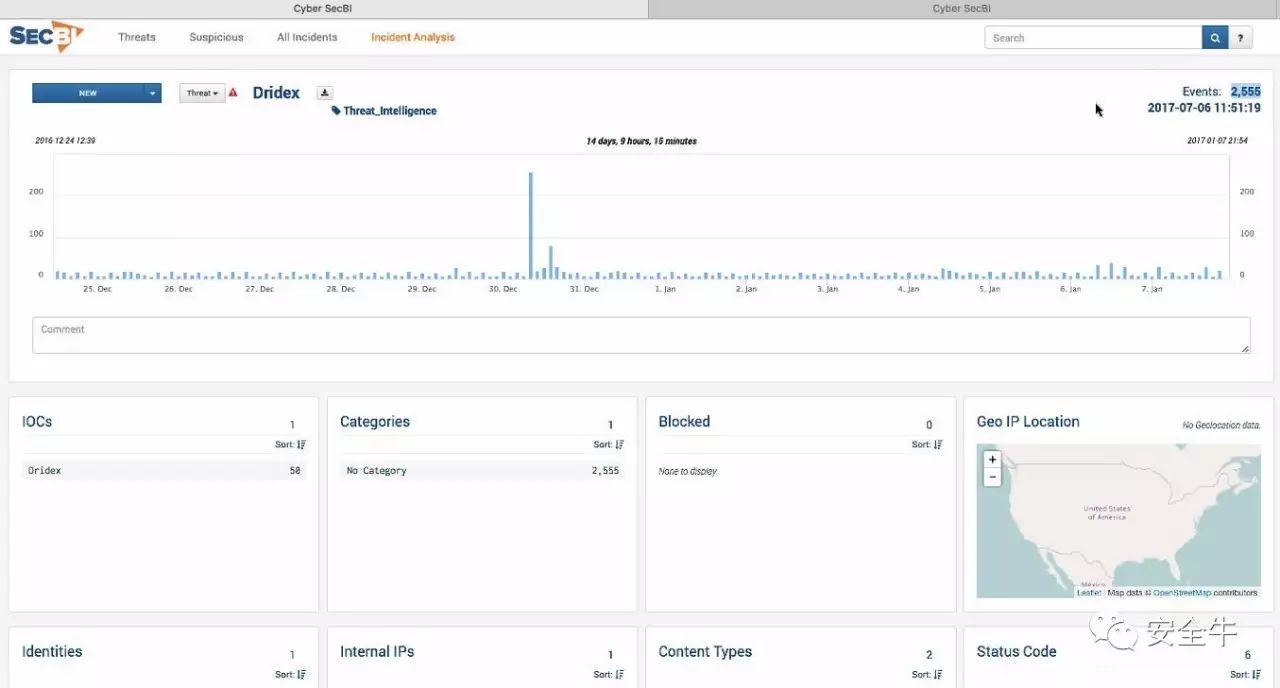 Cyber SecBI
Cyber SecBI
SECBI
Threats
Suspicious
All Incidents
Incident Analysis
Search
?
NEW
Threat
Dridex
Threat_Intelligence
Events: 2,555
2017-07-06 11:51:19
2016-12-24 12:39
14 days, 9 hours, 15 minutes
2017-01-07 21:54
200
100
0
200
100
0
25. Dec
26. Dec
27. Dec
28. Dec
29. Dec
30. Dec
31. Dec
1. Jan
2. Jan
3. Jan
4. Jan
5. Jan
6. Jan
7. Jan
Comment
IOCs
1
Sort:
Dridex 50
Categories
1
Sort:
No Category 2,555
Blocked
0
Sort:
None to display.
Geo IP Location
No Geolocation data.
+
−
United States
of America
México
Leaflet | Map data © OpenStreetMap contributors
Identities
1
Sort:
Internal IPs
1
Sort:
Content Types
2
Sort:
Status Code
6
Sort:
安全牛